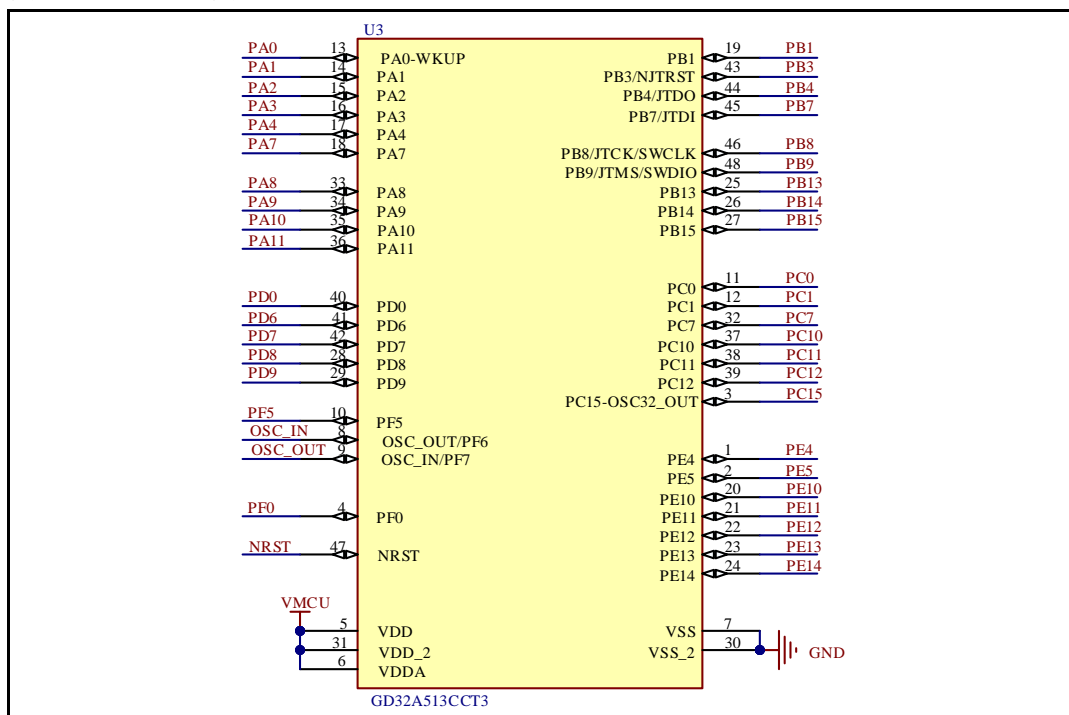 U3
PA0 13 PA0-WKUP PB1 19 PB1
PA1 14 PA1 PB3/NJTRST 43 PB3
PA2 15 PA2 PB4/JTDO 44 PB4
PA3 16 PA3 PB7/JTDI 45 PB7
PA4 17 PA4
PA7 18 PA7 PB8/JTCK/SWCLK 46 PB8
PB9/JTMS/SWDIO 48 PB9
PA8 33 PA8 PB13 25 PB13
PA9 34 PA9 PB14 26 PB14
PA10 35 PA10 PB15 27 PB15
PA11 36 PA11
PC0 11 PC0
PD0 40 PD0 PC1 12 PC1
PD6 41 PD6 PC7 32 PC7
PD7 42 PD7 PC10 37 PC10
PD8 28 PD8 PC11 38 PC11
PD9 29 PD9 PC12 39 PC12
PC15-OSC32_OUT 3 PC15
PF5 10 PF5
OSC_IN 8 OSC_OUT/PF6
OSC_OUT 9 OSC_IN/PF7 PE4 1 PE4
PE5 2 PE5
PE10 20 PE10
PF0 4 PF0 PE11 21 PE11
PE12 22 PE12
NRST 47 NRST PE13 23 PE13
PE14 24 PE14
VMCU
5 VDD VSS 7
31 VDD_2 VSS_2 30 GND
6 VDDA
GD32A513CCT3